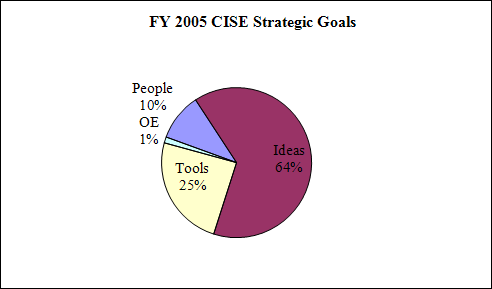 FY 2005 CISE Strategic Goals
People
10%
OE
1%
Ideas
64%
Tools
25%